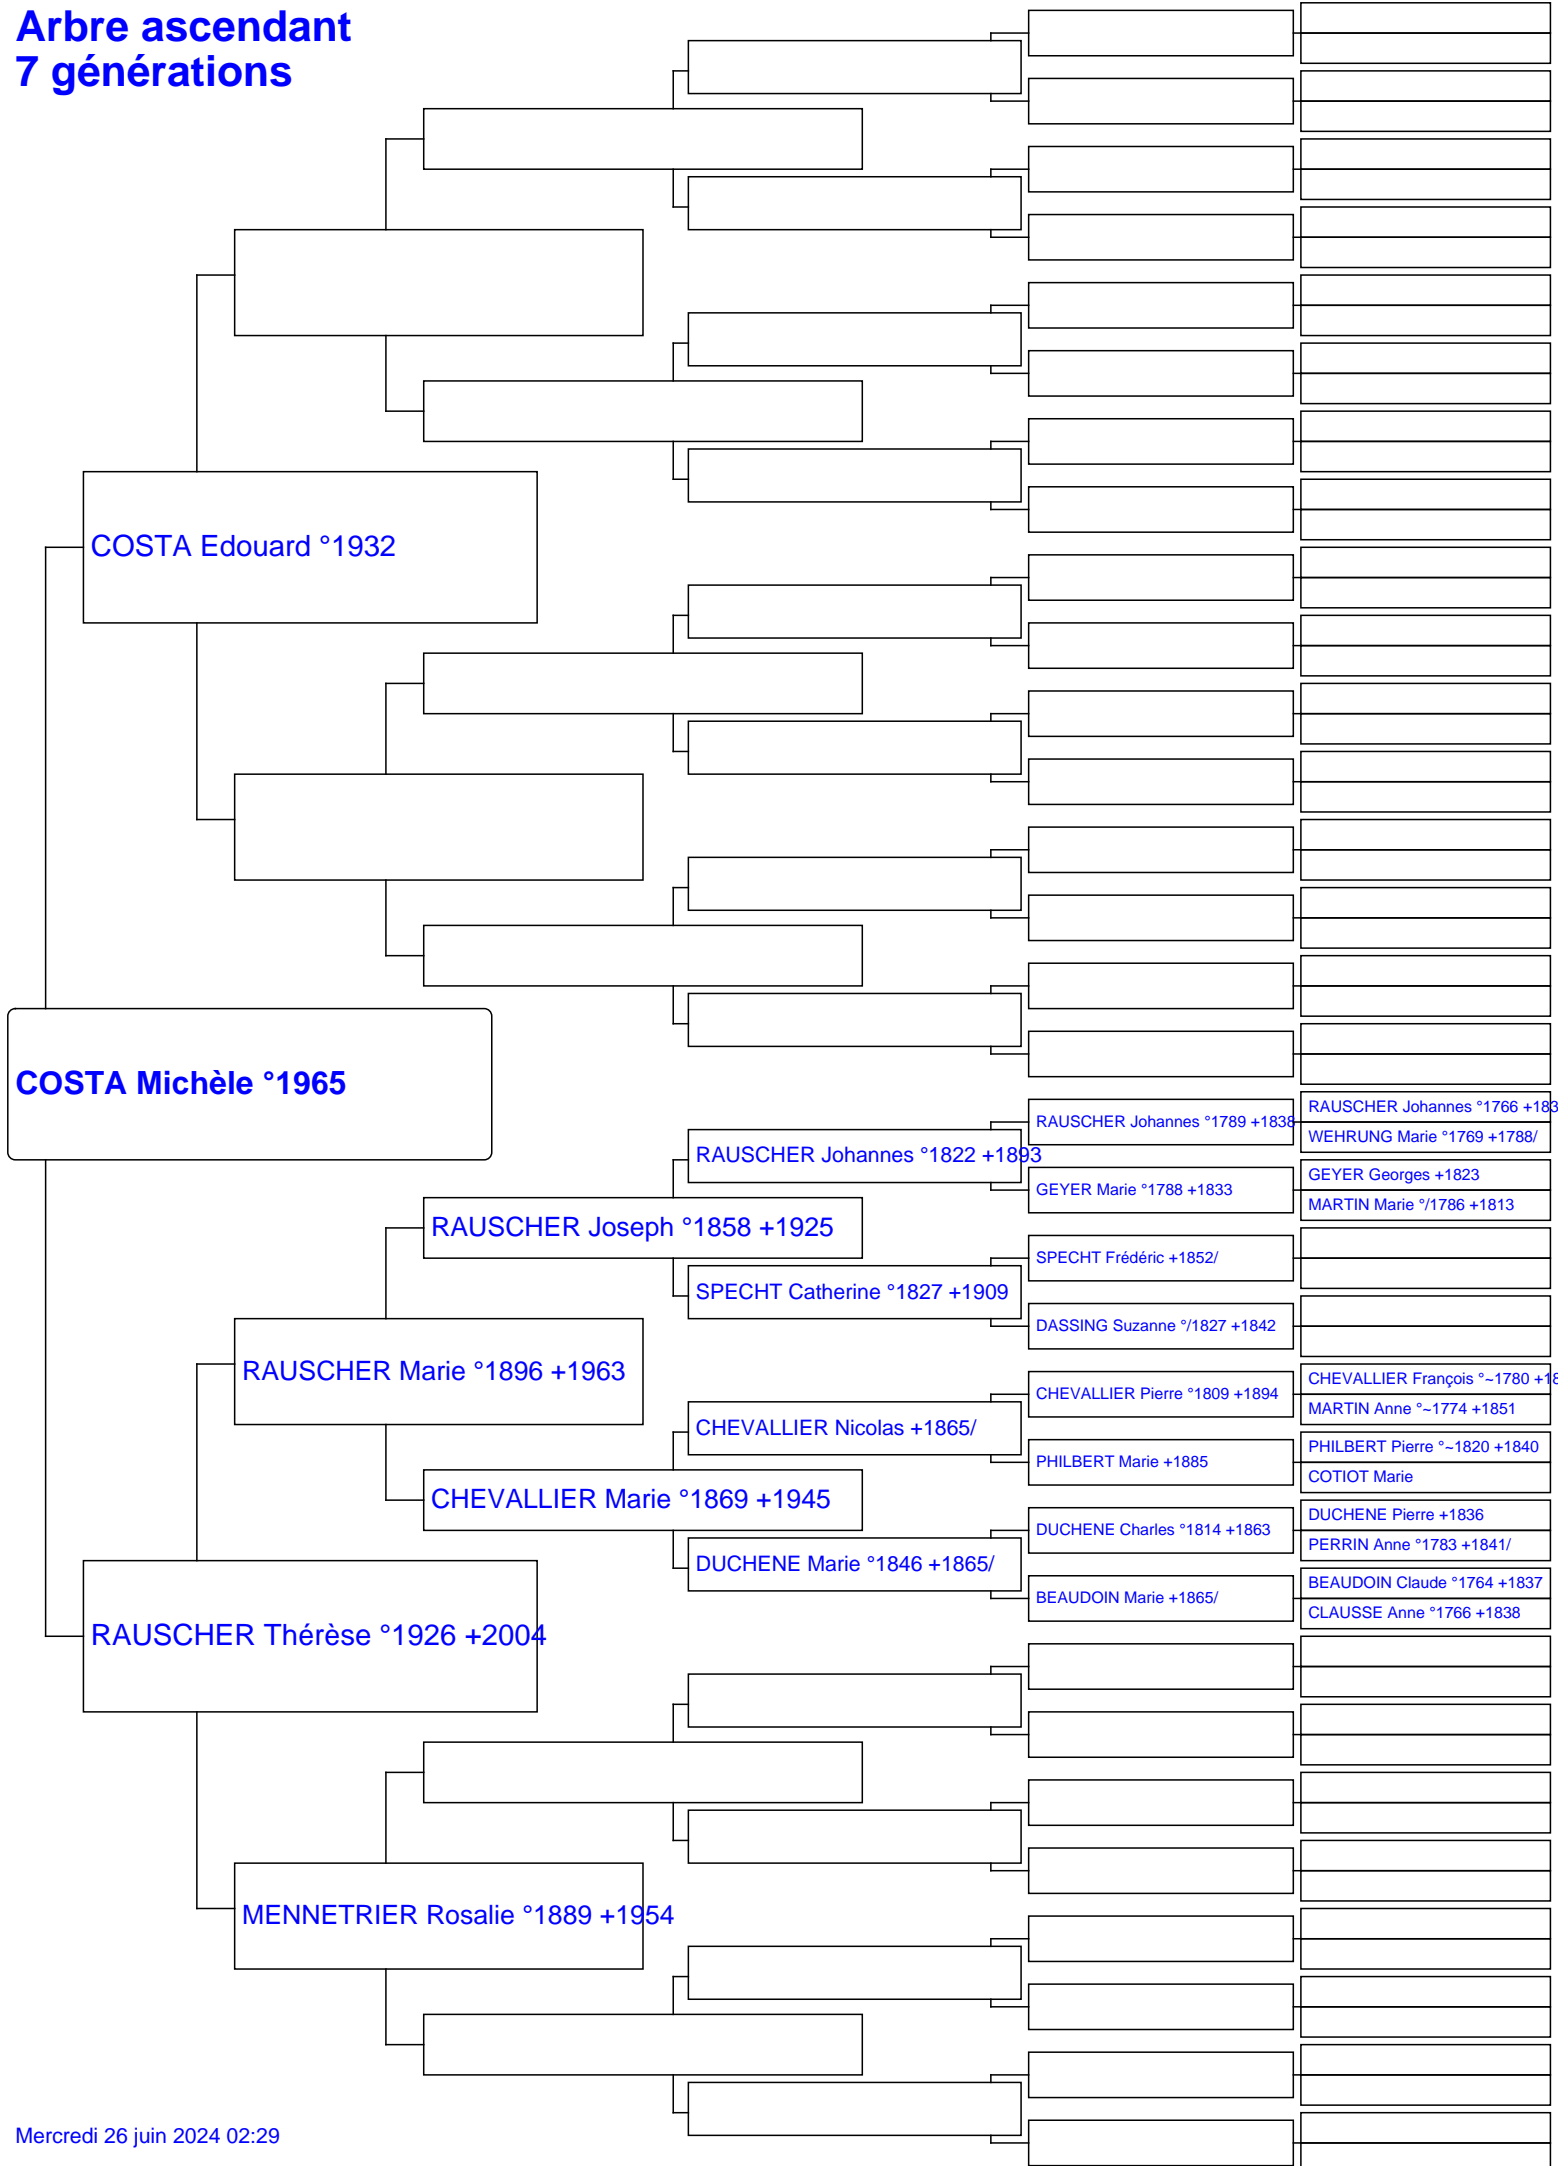 Arbre ascendant
7 générations
COSTA Edouard °1932
COSTA Michèle °1965
RAUSCHER Johannes °1766 +183
RAUSCHER Johannes °1789 +1838
WEHRUNG Marie °1769 +1788/
RAUSCHER Johannes °1822 +1893
GEYER Georges +1823
GEYER Marie °1788 +1833
MARTIN Marie °/1786 +1813
RAUSCHER Joseph °1858 +1925
SPECHT Frédéric +1852/
SPECHT Catherine °1827 +1909
DASSING Suzanne °/1827 +1842
RAUSCHER Marie °1896 +1963
CHEVALLIER François °~1780 +18
CHEVALLIER Pierre °1809 +1894
MARTIN Anne °~1774 +1851
CHEVALLIER Nicolas +1865/
PHILBERT Pierre °~1820 +1840
PHILBERT Marie +1885
COTIOT Marie
CHEVALLIER Marie °1869 +1945
DUCHENE Pierre +1836
DUCHENE Charles °1814 +1863
PERRIN Anne °1783 +1841/
DUCHENE Marie °1846 +1865/
BEAUDOIN Claude °1764 +1837
BEAUDOIN Marie +1865/
CLAUSSE Anne °1766 +1838
RAUSCHER Thérèse °1926 +2004
MENNETRIER Rosalie °1889 +1954
Mercredi 26 juin 2024 02:29